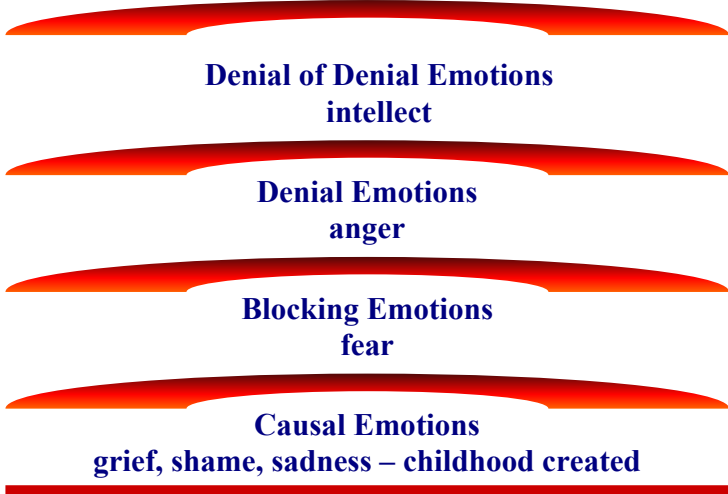 Denial of Denial Emotions
intellect
Denial Emotions
anger
Blocking Emotions
fear
Causal Emotions
grief, shame, sadness – childhood created